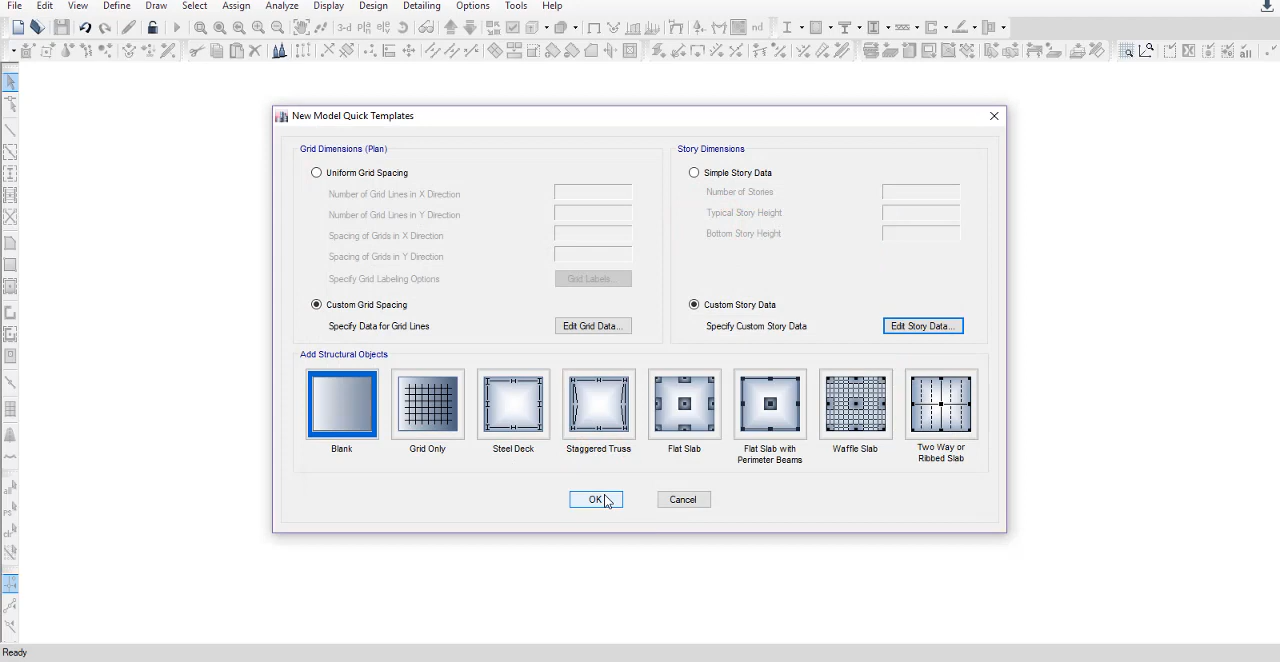 File Edit View Define Draw Select Assign Analyze Display Design Detailing Options Tools Help
3-d
nd
all
New Model Quick Templates
Grid Dimensions (Plan)
Uniform Grid Spacing
Number of Grid Lines in X Direction
Number of Grid Lines in Y Direction
Spacing of Grids in X Direction
Spacing of Grids in Y Direction
Specify Grid Labeling Options
Grid Labels...
Custom Grid Spacing
Specify Data for Grid Lines
Edit Grid Data...
Story Dimensions
Simple Story Data
Number of Stories
Typical Story Height
Bottom Story Height
Custom Story Data
Specify Custom Story Data
Edit Story Data...
Add Structural Objects
Blank
Grid Only
Steel Deck
Staggered Truss
Flat Slab
Flat Slab with
Perimeter Beams
Waffle Slab
Two Way or
Ribbed Slab
OK
Cancel
all
ps
clr
Ready